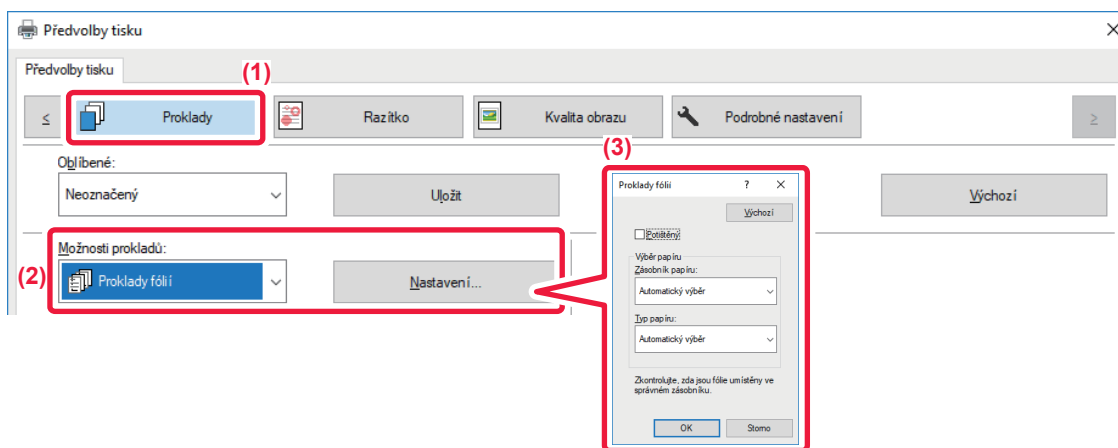 Předvolby tisku
Předvolby tisku
(1)
Proklady
Razítko
Kvalita obrazu
Podrobné nastavení
(3)
Oblíbené:
Neoznačený
Uložit
Výchozí
(2)
Možnosti prokladů:
Proklady fólií
Nastavení...
Proklady fólií
?
Výchozí
Potištěný
Výběr papíru
Zásobník papíru:
Automatický výběr
Typ papíru:
Automatický výběr
Zkontrolujte, zda jsou fólie umístěny ve
správném zásobníku.
OK
Storno